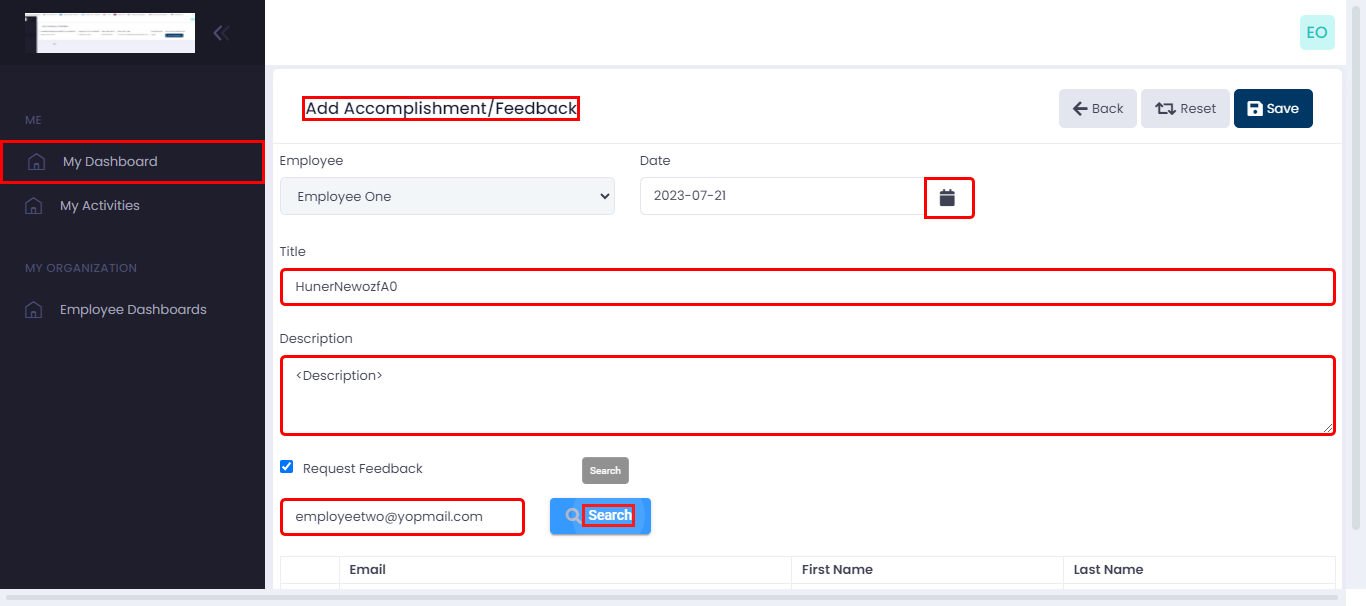 EO
Add Accomplishment/Feedback
Back
Reset
Save
ME
My Dashboard
My Activities
MY ORGANIZATION
Employee Dashboards
Employee
Date
Employee One
2023-07-21
Title
HunerNewozfA0
Description
<Description>
Request Feedback
Search
employeetwo@yopmail.com
Search
Email
First Name
Last Name